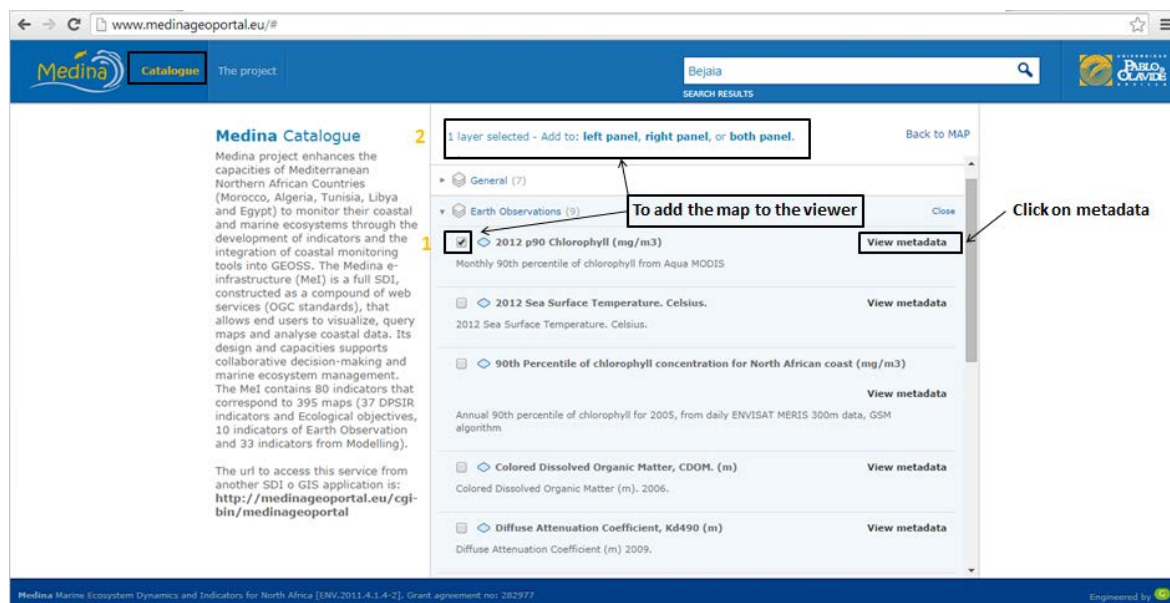 www.medinageoportal.eu/#
Medina
Catalogue
The project
Bejaia
SEARCH RESULTS
UNIVERSIDAD
PABLO DE
OLAVIDE
SEVILLA
Medina Catalogue
Medina project enhances the
capacities of Mediterranean
Northern African Countries
(Morocco, Algeria, Tunisia, Libya
and Egypt) to monitor their coastal
and marine ecosystems through the
development of indicators and the
integration of coastal monitoring
tools into GEOSS. The Medina e-
infrastructure (MeI) is a full SDI,
constructed as a compound of web
services (OGC standards), that
allows end users to visualize, query
maps and analyse coastal data. Its
design and capacities supports
collaborative decision-making and
marine ecosystem management.
The MeI contains 80 indicators that
correspond to 395 maps (37 DPSIR
indicators and Ecological objectives,
10 indicators of Earth Observation
and 33 indicators from Modelling).
The url to access this service from
another SDI o GIS application is:
http://medinageoportal.eu/cgi-
bin/medinageoportal
2
1 layer selected - Add to: left panel, right panel, or both panel.
Back to MAP
General (7)
Earth Observations (9)
To add the map to the viewer
Close
Click on metadata
1
2012 p90 Chlorophyll (mg/m3)
View metadata
Monthly 90th percentile of chlorophyll from Aqua MODIS
2012 Sea Surface Temperature. Celsius.
View metadata
2012 Sea Surface Temperature. Celsius.
90th Percentile of chlorophyll concentration for North African coast (mg/m3)
View metadata
Annual 90th percentile of chlorophyll for 2005, from daily ENVISAT MERIS 300m data, GSM
algorithm
Colored Dissolved Organic Matter, CDOM. (m)
View metadata
Colored Dissolved Organic Matter (m). 2006.
Diffuse Attenuation Coefficient, Kd490 (m)
View metadata
Diffuse Attenuation Coefficient (m) 2009.
Medina Marine Ecosystem Dynamics and Indicators for North Africa [ENV.2011.4.1.4-2], Grant agreement no: 282977
Engineered by G